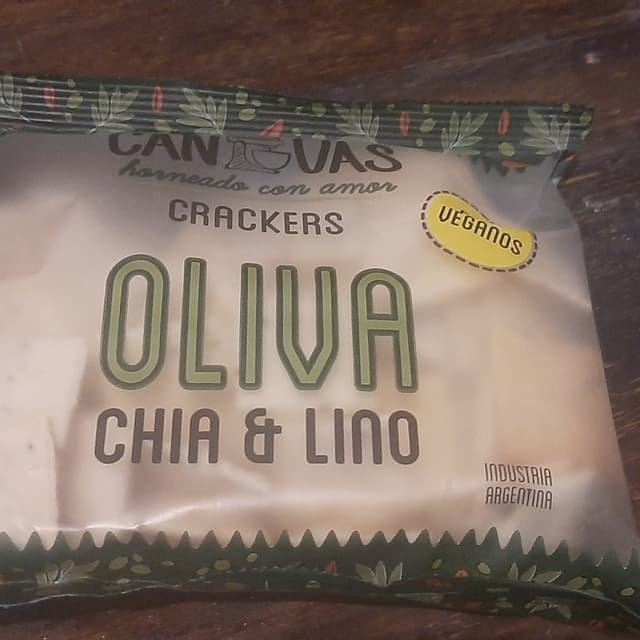 CANOVAS
horneado con amor
CRACKERS
VEGANOS
OLIVA
CHIA & LINO
INDUSTRIA
ARGENTINA